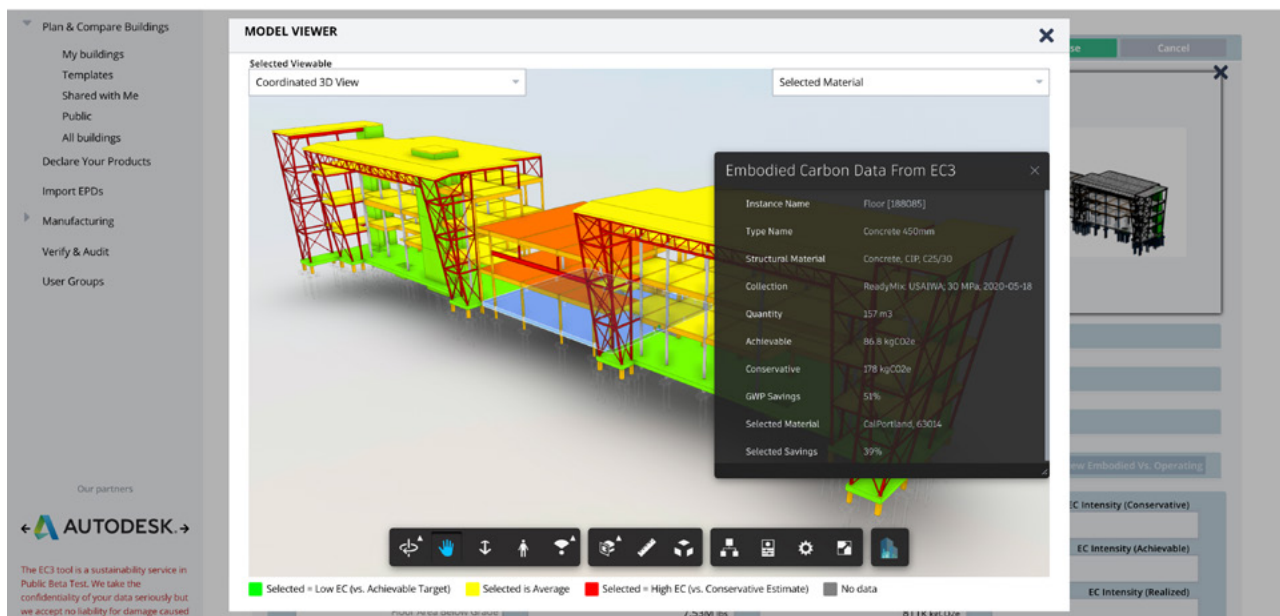 Plan & Compare Buildings
My buildings
Templates
Shared with Me
Public
All buildings
Declare Your Products
Import EPDs
Manufacturing
Verify & Audit
User Groups
Our partners
AUTODESK.
The EC3 tool is a sustainability service in
Public Beta Test. We take the
confidentiality of your data seriously but
we accept no liability for damage caused
MODEL VIEWER
Selected Viewable
Coordinated 3D View
Selected Material
Embodied Carbon Data From EC3
Instance Name Floor [188085]
Type Name Concrete 450mm
Structural Material Concrete, CIP, C25/30
Collection ReadyMix: USAIWA; 30 MPa, 2020-05-18
Quantity 157 m3
Achievable 86.8 kgCO2e
Conservative 178 kgCO2e
GWP Savings 51%
Selected Material CalPortland, 63014
Selected Savings 39%
Selected = Low EC (vs. Achievable Target)
Selected is Average
Selected = High EC (vs. Conservative Estimate)
No data
Cancel
Embodied Vs. Operating
EC Intensity (Conservative)
EC Intensity (Achievable)
EC Intensity (Realized)
Floor Area Below Grade